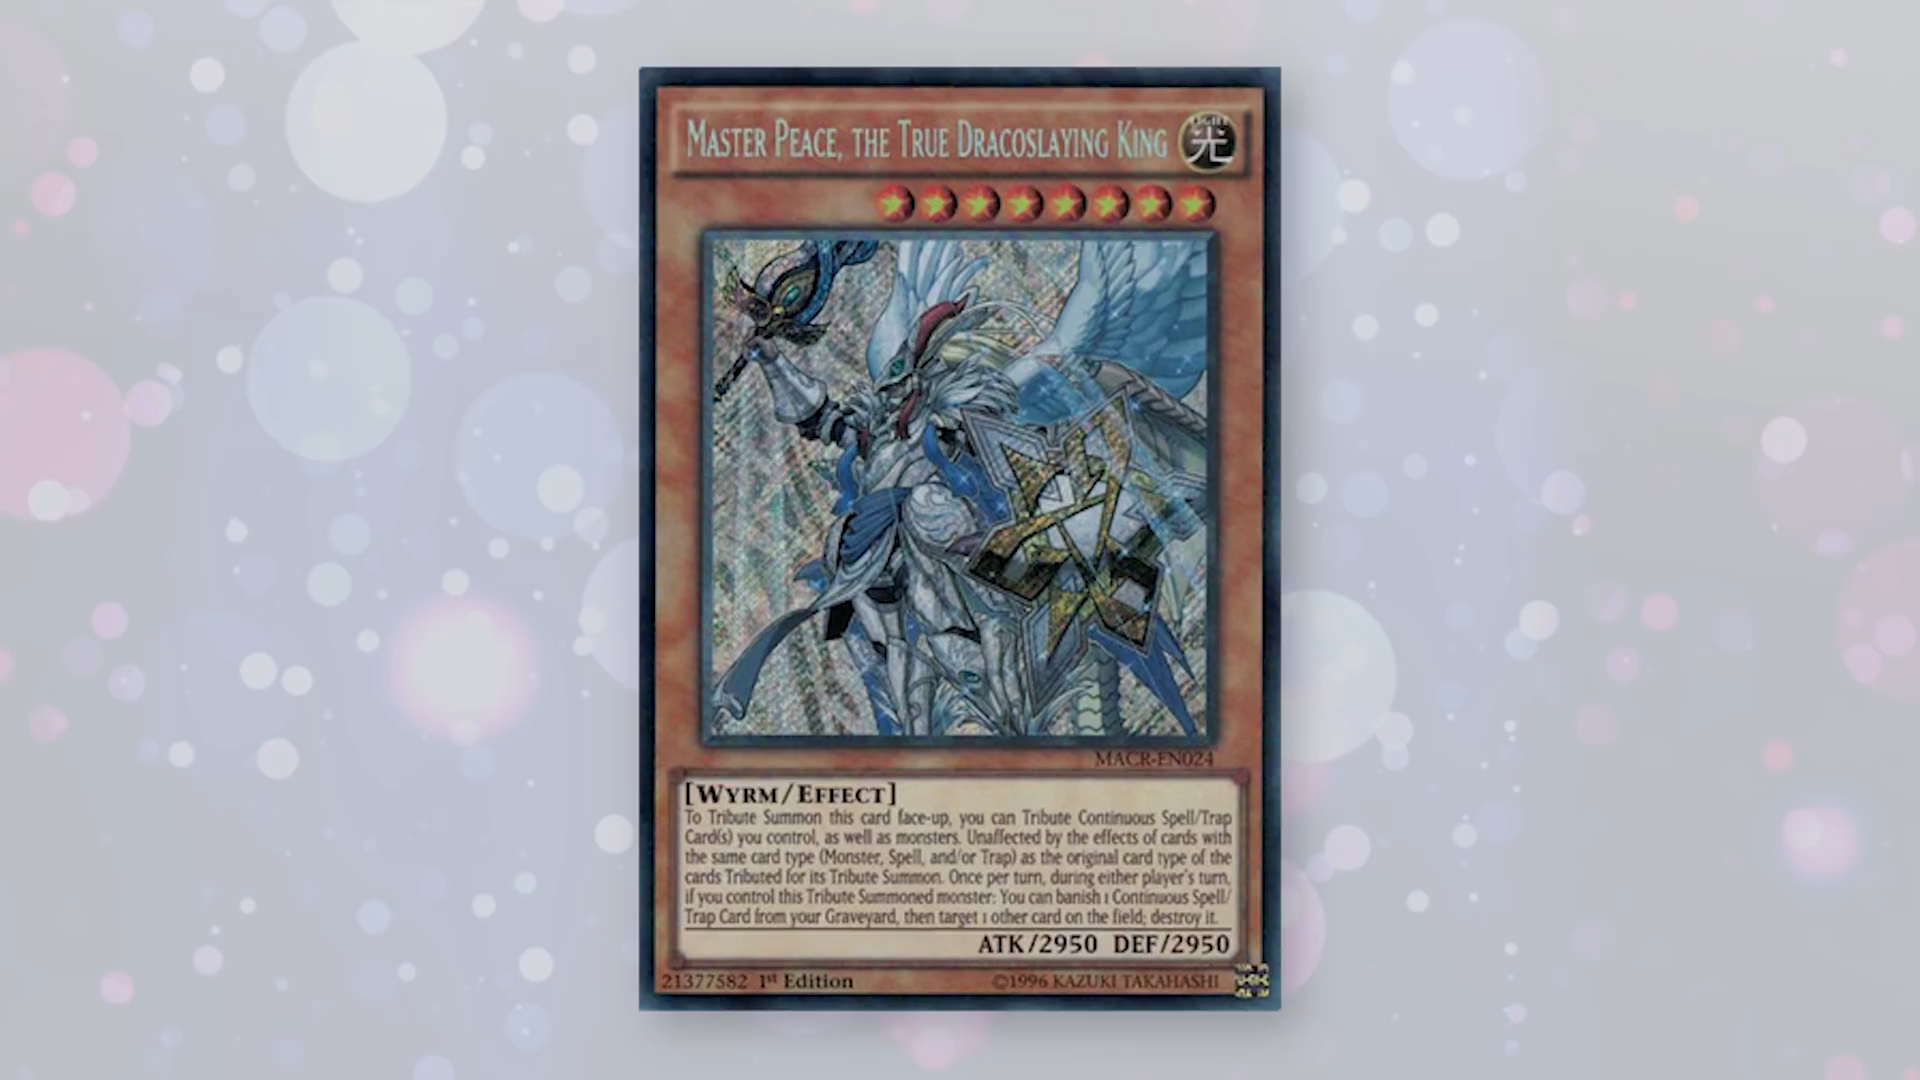 MASTER PEACE, THE TRUE DRACOSLAYING KING
LIGHT
光
MACR-EN024
[WYRM/EFFECT]
To Tribute Summon this card face-up, you can Tribute Continuous Spell/Trap
Card(s) you control, as well as monsters. Unaffected by the effects of cards with
the same card type (Monster, Spell, and/or Trap) as the original card type of the
cards Tributed for its Tribute Summon. Once per turn, during either player's turn,
if you control this Tribute Summoned monster: You can banish 1 Continuous Spell/
Trap Card from your Graveyard, then target 1 other card on the field; destroy it.
ATK/2950 DEF/2950
21377582 1st Edition
©1996 KAZUKI TAKAHASHI